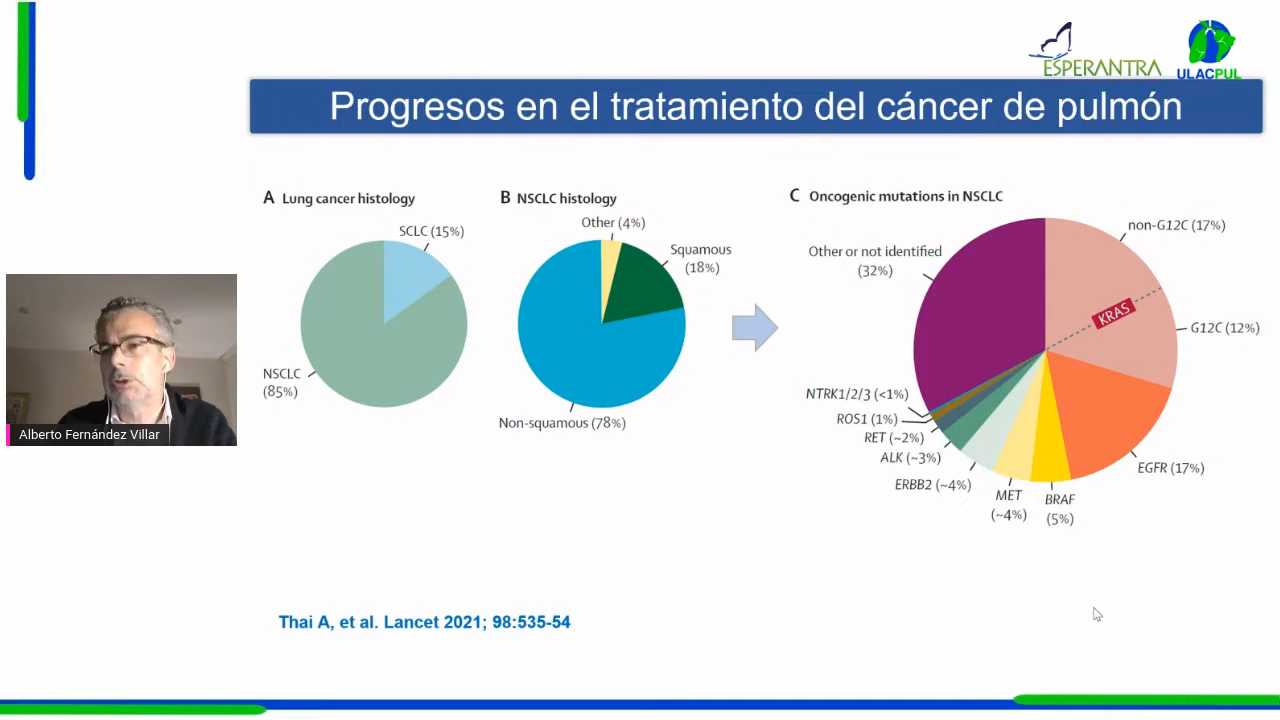 ESPERANTRA
ULACPUL
Progresos en el tratamiento del cáncer de pulmón
A Lung cancer histology
SCLC (15%)
NSCLC
(85%)
B NSCLC histology
Other (4%)
Squamous
(18%)
Non-squamous (78%)
C Oncogenic mutations in NSCLC
non-G12C (17%)
Other or not identified
(32%)
KRAS
G12C (12%)
NTRK1/2/3 (<1%)
ROS1 (1%)
RET (~2%)
ALK (~3%)
ERBB2 (~4%)
MET
(~4%)
BRAF
(5%)
EGFR (17%)
Alberto Fernández Villar
Thai A, et al. Lancet 2021; 98:535-54